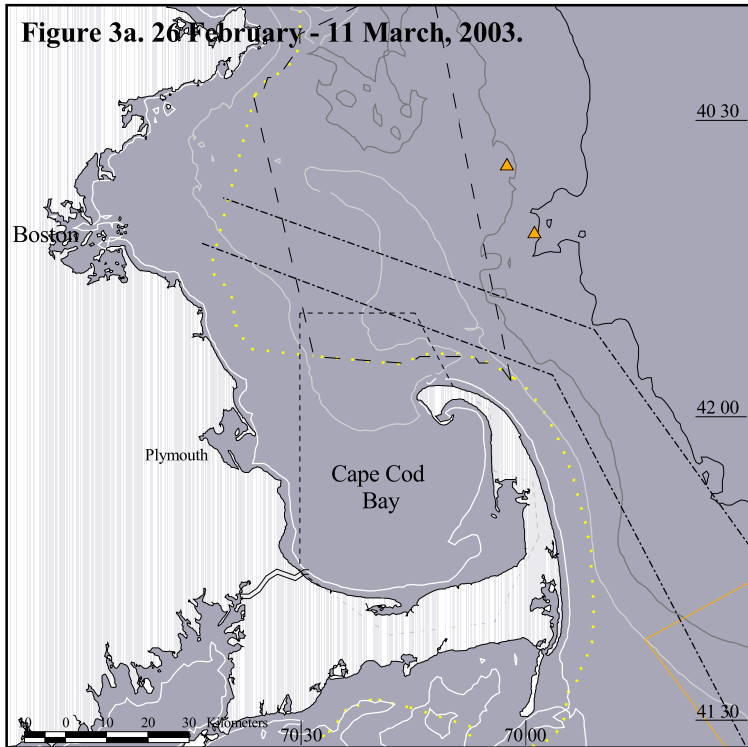 Figure 3a. 26 February - 11 March, 2003.
40 30
Boston
42 00
Plymouth
Cape Cod
Bay
41 30
10 0 10 20 30 Kilometers
70 30
70 00